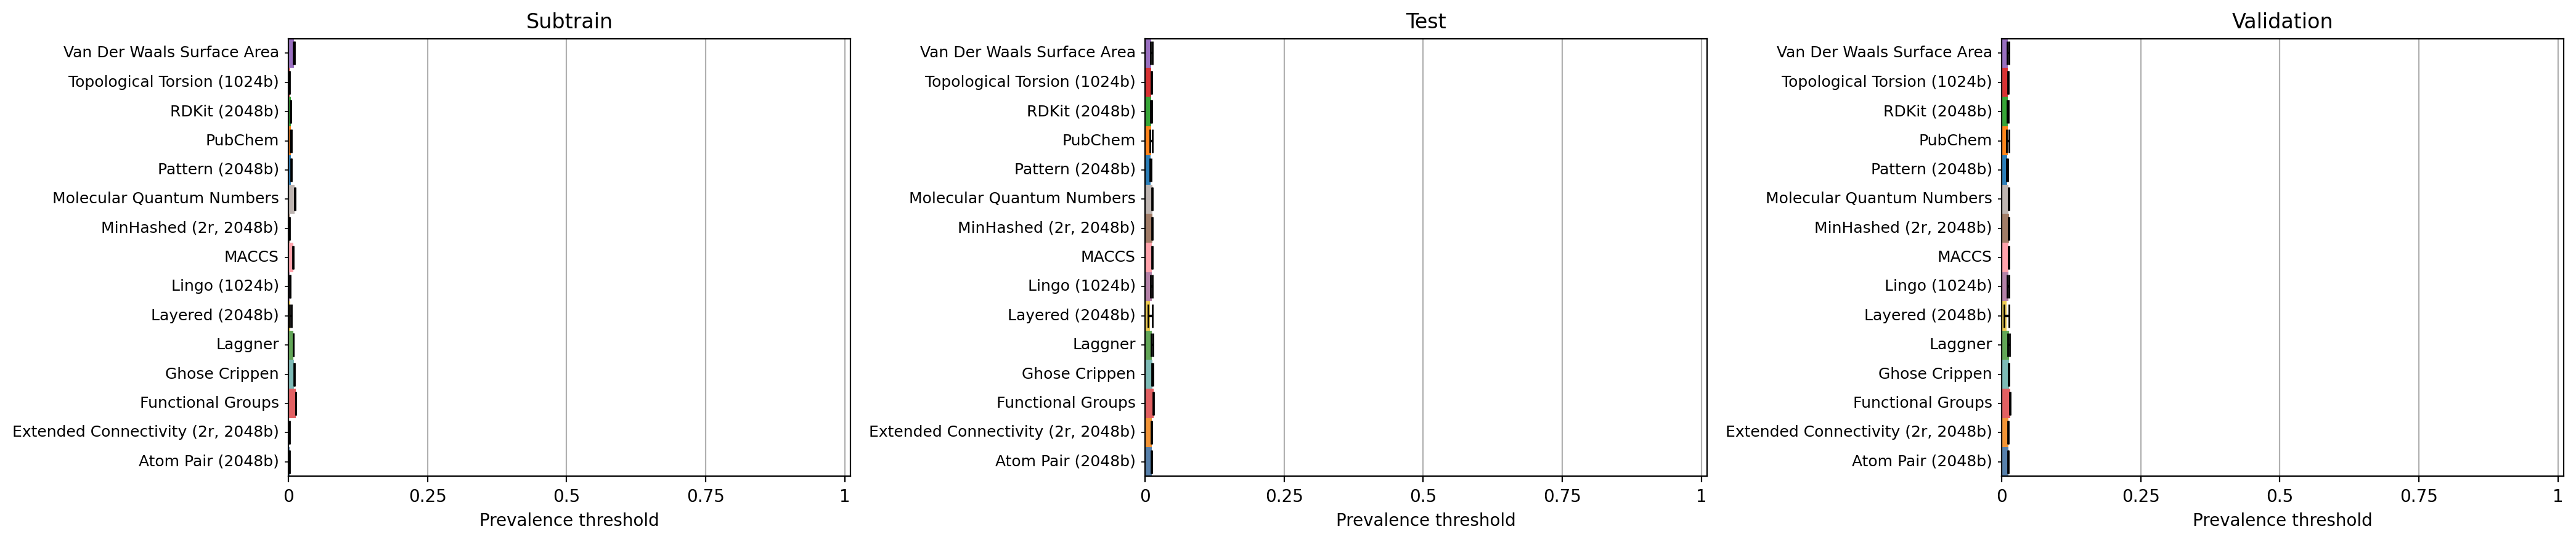 Subtrain
Van Der Waals Surface Area
Topological Torsion (1024b)
RDKit (2048b)
PubChem
Pattern (2048b)
Molecular Quantum Numbers
MinHashed (2r, 2048b)
MACCS
Lingo (1024b)
Layered (2048b)
Laggner
Ghose Crippen
Functional Groups
Extended Connectivity (2r, 2048b)
Atom Pair (2048b)
0 0.25 0.5 0.75 1
Prevalence threshold
Test
Van Der Waals Surface Area
Topological Torsion (1024b)
RDKit (2048b)
PubChem
Pattern (2048b)
Molecular Quantum Numbers
MinHashed (2r, 2048b)
MACCS
Lingo (1024b)
Layered (2048b)
Laggner
Ghose Crippen
Functional Groups
Extended Connectivity (2r, 2048b)
Atom Pair (2048b)
0 0.25 0.5 0.75 1
Prevalence threshold
Validation
Van Der Waals Surface Area
Topological Torsion (1024b)
RDKit (2048b)
PubChem
Pattern (2048b)
Molecular Quantum Numbers
MinHashed (2r, 2048b)
MACCS
Lingo (1024b)
Layered (2048b)
Laggner
Ghose Crippen
Functional Groups
Extended Connectivity (2r, 2048b)
Atom Pair (2048b)
0 0.25 0.5 0.75 1
Prevalence threshold